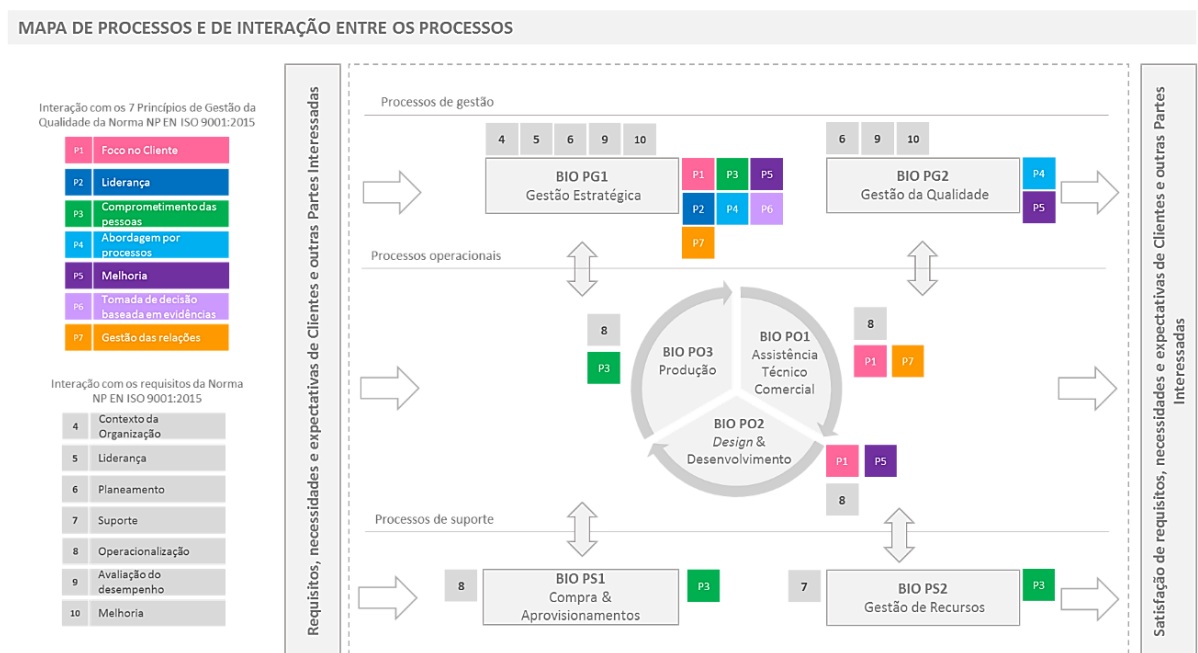 MAPA DE PROCESSOS E DE INTERAÇÃO ENTRE OS PROCESSOS
Interação com os 7 Princípios de Gestão da
Qualidade da Norma NP EN ISO 9001:2015
P1 Foco no Cliente
P2 Liderança
P3 Comprometimento das
pessoas
P4 Abordagem por
processos
P5 Melhoria
P6 Tomada de decisão
baseada em evidências
P7 Gestão das relações
Interação com os requisitos da Norma
NP EN ISO 9001:2015
4 Contexto da
Organização
5 Liderança
6 Planeamento
7 Suporte
8 Operacionalização
9 Avaliação do
desempenho
10 Melhoria
Requisitos, necessidades e expectativas de Clientes e outras Partes Interessadas
Processos de gestão
4 5 6 9 10
BIO PG1
Gestão Estratégica
P1 P3 P5
P2 P4 P6
P7
6 9 10
BIO PG2
Gestão da Qualidade
P4
P5
Processos operacionais
8
P3
BIO PO3
Produção
BIO PO1
Assistência
Técnico
Comercial
8
P1 P7
BIO PO2
Design &
Desenvolvimento
P1 P5
8
Processos de suporte
8
BIO PS1
Compra &
Aprovisionamentos
P3
7
BIO PS2
Gestão de Recursos
P3
Satisfação de requisitos, necessidades e expectativas de Clientes e outras Partes
Interessadas